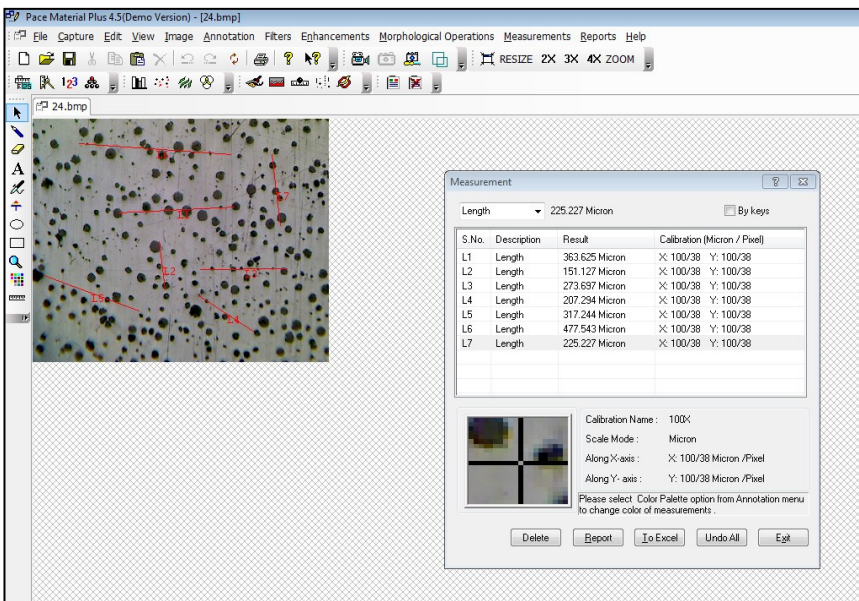 Pace Material Plus 4.5(Demo Version) - [24.bmp]
File Capture Edit View Image Annotation Filters Enhancements Morphological Operations Measurements Reports Help
RESIZE 2X 3X 4X ZOOM
123
24.bmp
A
L7
L2
L5
L4
Measurement
Length 225.227 Micron By keys
S.No. Description Result Calibration (Micron / Pixel)
L1 Length 363.625 Micron X: 100/38 Y: 100/38
L2 Length 151.127 Micron X: 100/38 Y: 100/38
L3 Length 273.697 Micron X: 100/38 Y: 100/38
L4 Length 207.294 Micron X: 100/38 Y: 100/38
L5 Length 317.244 Micron X: 100/38 Y: 100/38
L6 Length 477.543 Micron X: 100/38 Y: 100/38
L7 Length 225.227 Micron X: 100/38 Y: 100/38
Calibration Name : 100X
Scale Mode : Micron
Along X-axis : X: 100/38 Micron /Pixel
Along Y- axis : Y: 100/38 Micron /Pixel
Please select Color Palette option from Annotation menu
to change color of measurements .
Delete Report To Excel Undo All Exit